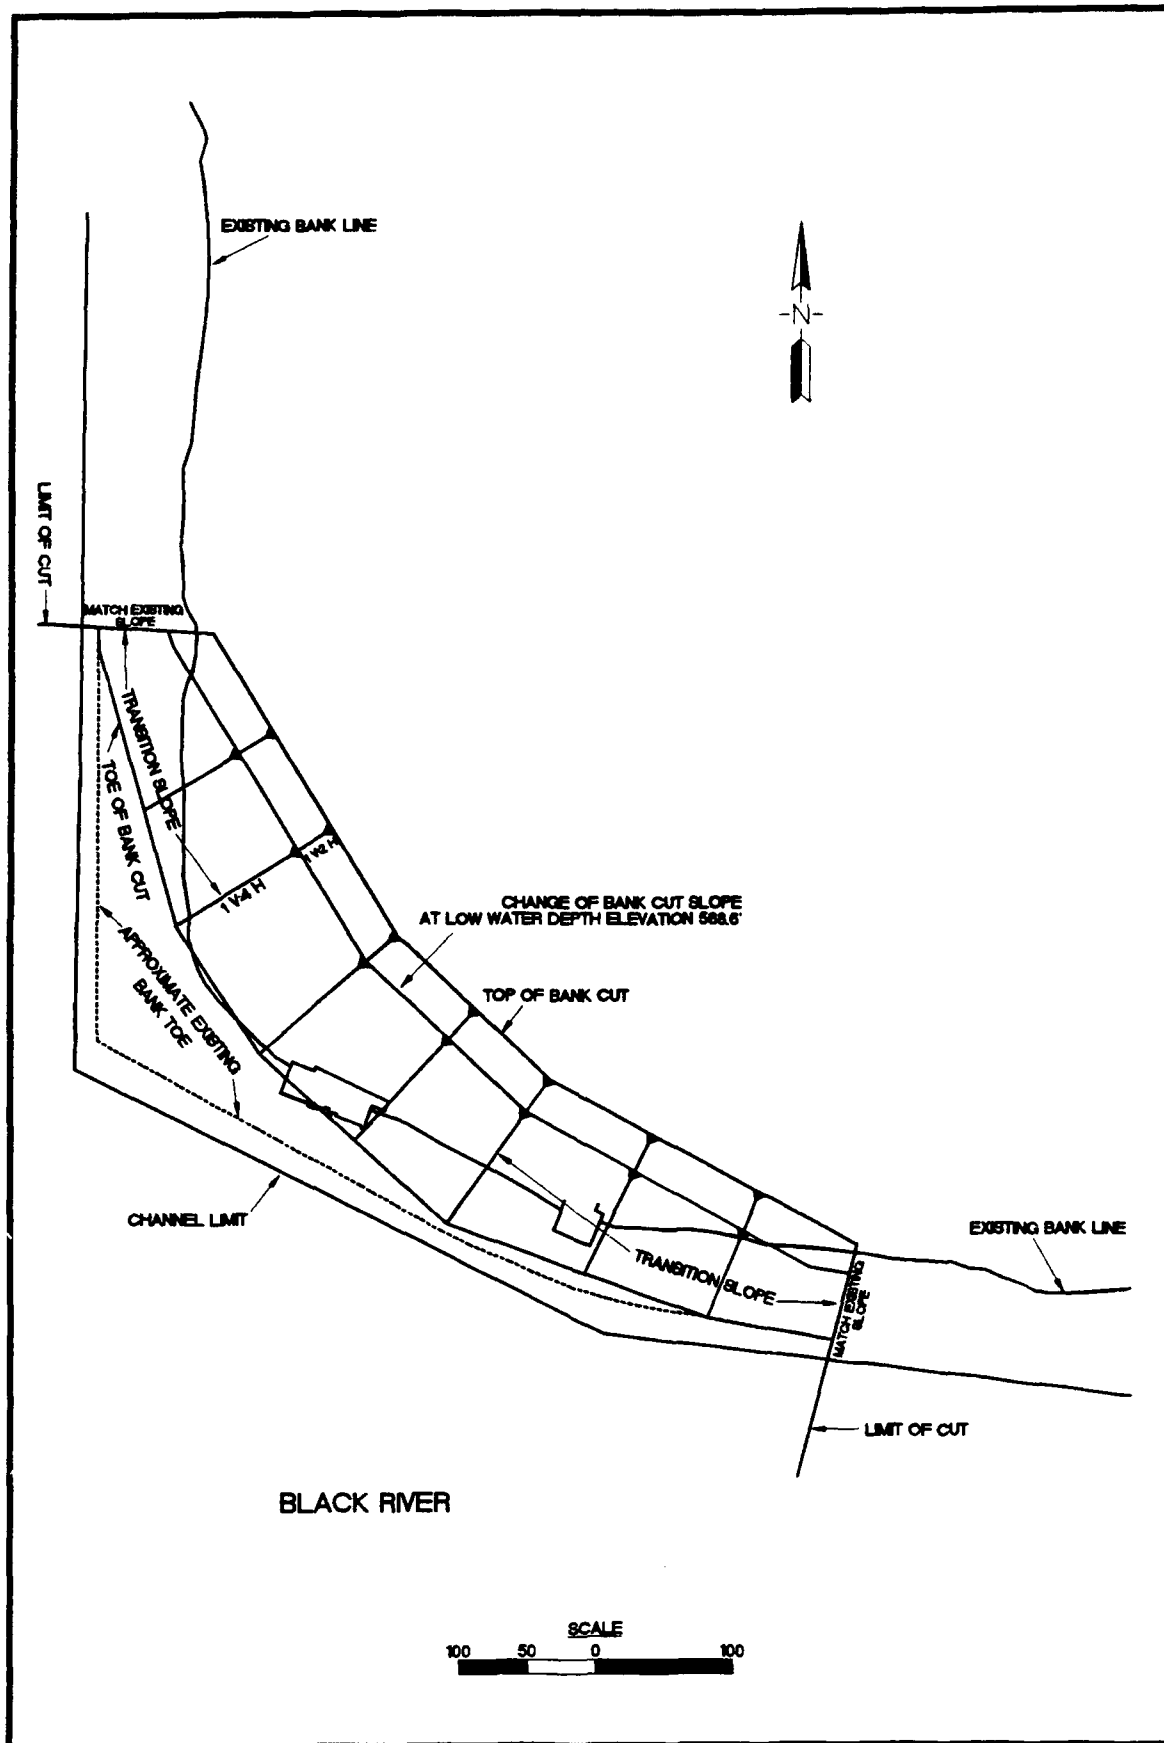 EXISTING BANK LINE
N
LIMIT OF CUT
MATCH EXISTING
SLOPE
TRANSITION SLOPE
TOE OF BANK CUT
1 V-2 H
1 V-4 H
CHANGE OF BANK CUT SLOPE
AT LOW WATER DEPTH ELEVATION 568.6'
TOP OF BANK CUT
APPROXIMATE EXISTING
BANK TOE
CHANNEL LIMIT
EXISTING BANK LINE
TRANSITION SLOPE
MATCH EXISTING
SLOPE
LIMIT OF CUT
BLACK RIVER
SCALE
100 50 0 100